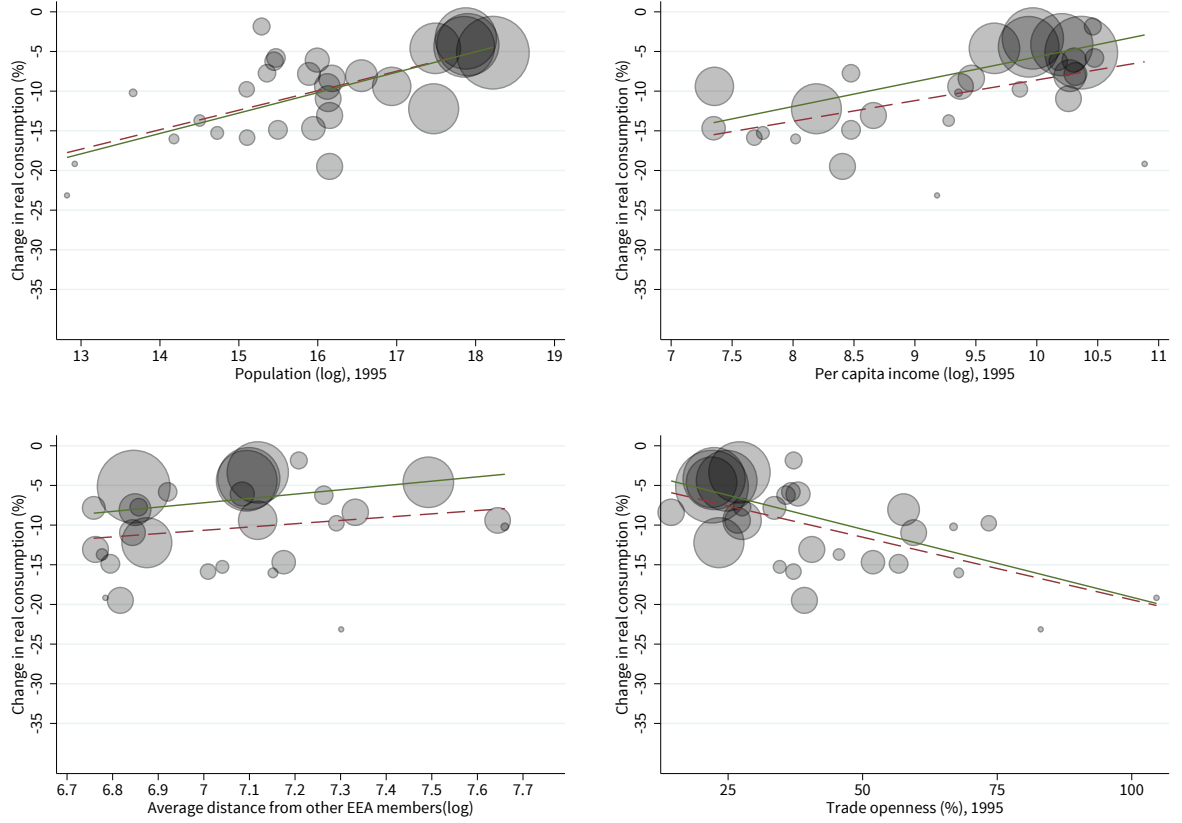 Change in real consumption (%)
0
-5
-10
-15
-20
-25
-30
-35
13 14 15 16 17 18 19
Population (log), 1995
Change in real consumption (%)
0
-5
-10
-15
-20
-25
-30
-35
7 7.5 8 8.5 9 9.5 10 10.5 11
Per capita income (log), 1995
Change in real consumption (%)
0
-5
-10
-15
-20
-25
-30
-35
6.7 6.8 6.9 7 7.1 7.2 7.3 7.4 7.5 7.6 7.7
Average distance from other EEA members(log)
Change in real consumption (%)
0
-5
-10
-15
-20
-25
-30
-35
25 50 75 100
Trade openness (%), 1995